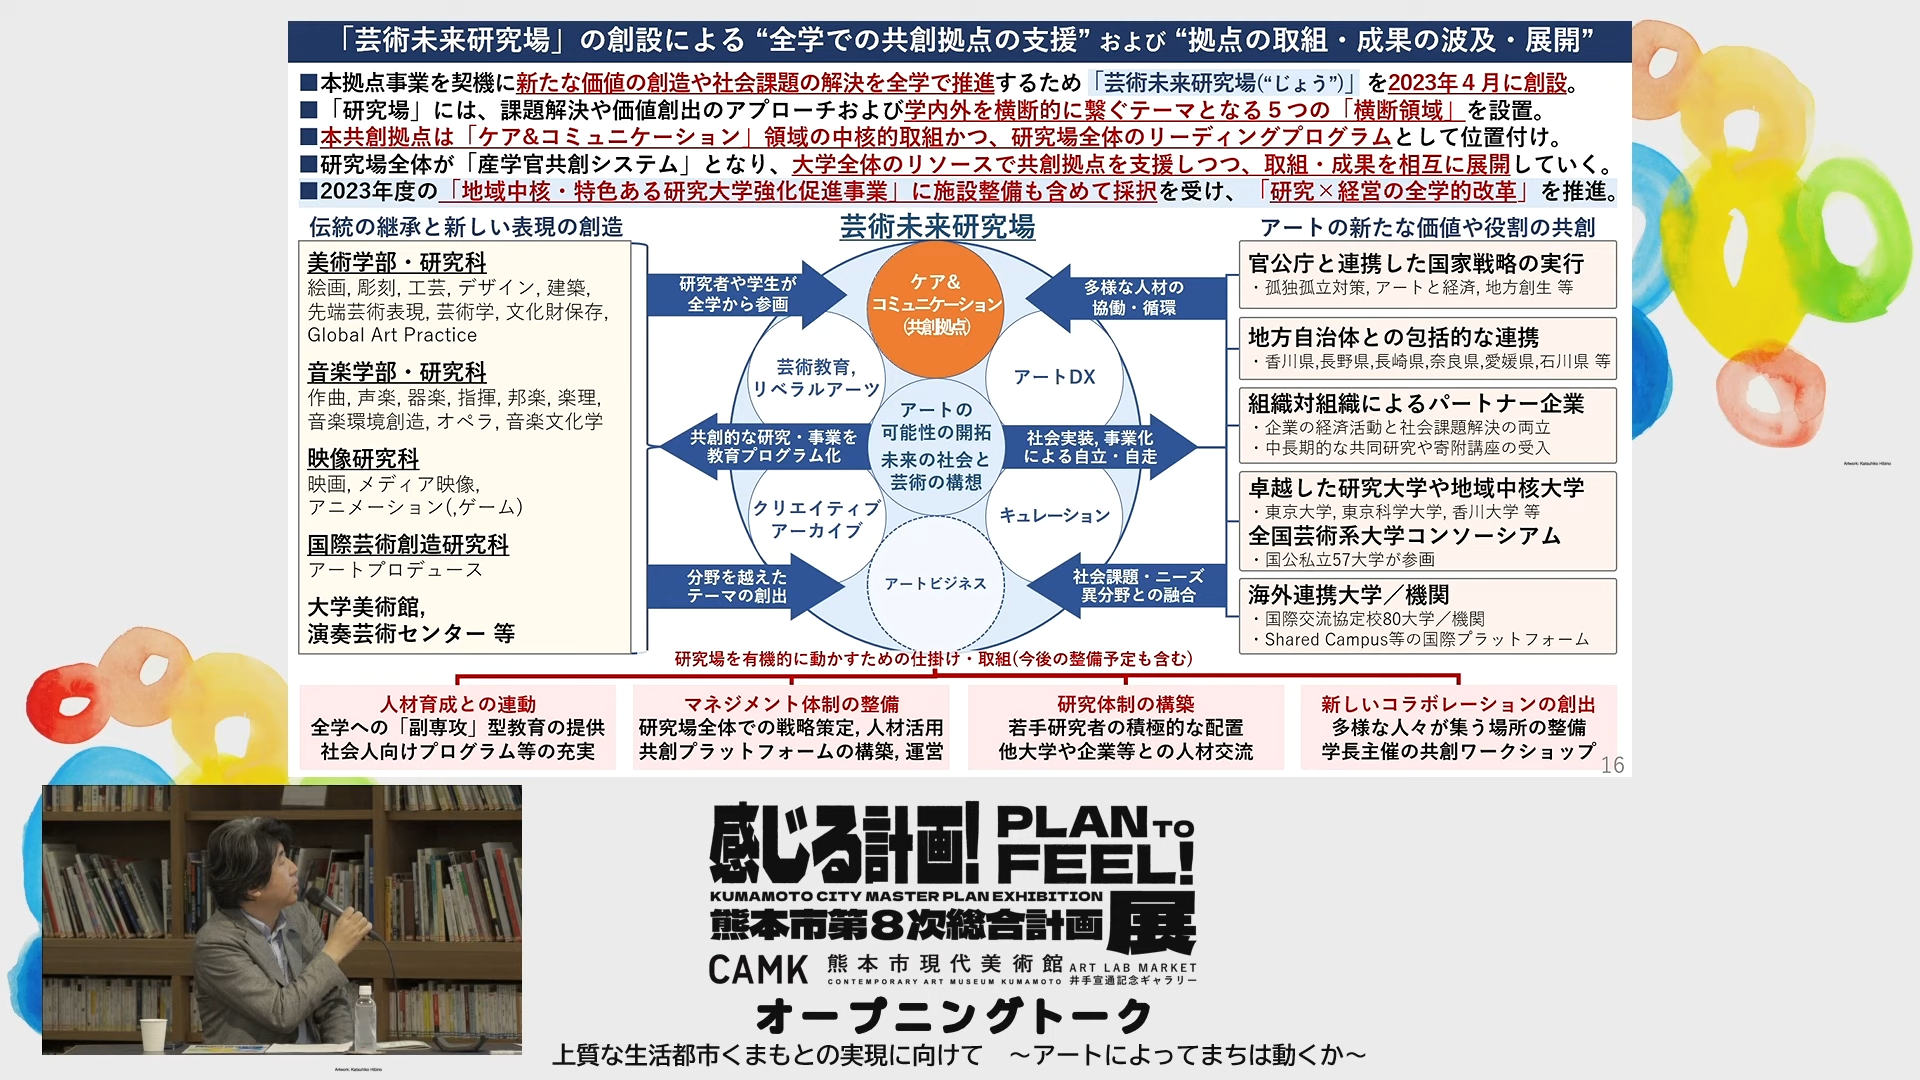 「芸術未来研究場」の創設による “全学での共創拠点の支援” および “拠点の取組・成果の波及・展開”
■本拠点事業を契機に新たな価値の創造や社会課題の解決を全学で推進するため「芸術未来研究場(“じょう”)」を2023年４月に創設。
■「研究場」には、課題解決や価値創出のアプローチおよび学内外を横断的に繋ぐテーマとなる５つの「横断領域」を設置。
■本共創拠点は「ケア&コミュニケーション」領域の中核的取組かつ、研究場全体のリーディングプログラムとして位置付け。
■研究場全体が「産学官共創システム」となり、大学全体のリソースで共創拠点を支援しつつ、取組・成果を相互に展開していく。
■2023年度の「地域中核・特色ある研究大学強化促進事業」に施設整備も含めて採択を受け、「研究×経営の全学的改革」を推進。
伝統の継承と新しい表現の創造
美術学部・研究科
絵画, 彫刻, 工芸, デザイン, 建築,
先端芸術表現, 芸術学, 文化財保存,
Global Art Practice
音楽学部・研究科
作曲, 声楽, 器楽, 指揮, 邦楽, 楽理,
音楽環境創造, オペラ, 音楽文化学
映像研究科
映画, メディア映像,
アニメーション(,ゲーム)
国際芸術創造研究科
アートプロデュース
大学美術館,
演奏芸術センター 等
芸術未来研究場
研究者や学生が
全学から参画
ケア&
コミュニケーション
(共創拠点)
多様な人材の
協働・循環
芸術教育,
リベラルアーツ
アートDX
共創的な研究・事業を
教育プログラム化
アートの
可能性の開拓
未来の社会と
芸術の構想
社会実装, 事業化
による自立・自走
クリエイティブ
アーカイブ
キュレーション
分野を越えた
テーマの創出
アートビジネス
社会課題・ニーズ
異分野との融合
アートの新たな価値や役割の共創
官公庁と連携した国家戦略の実行
・孤独孤立対策, アートと経済, 地方創生 等
地方自治体との包括的な連携
・香川県,長野県,長崎県,奈良県,愛媛県,石川県 等
組織対組織によるパートナー企業
・企業の経済活動と社会課題解決の両立
・中長期的な共同研究や寄附講座の受入
卓越した研究大学や地域中核大学
・東京大学, 東京科学大学, 香川大学 等
全国芸術系大学コンソーシアム
・国公私立57大学が参画
海外連携大学／機関
・国際交流協定校80大学／機関
・Shared Campus等の国際プラットフォーム
研究場を有機的に動かすための仕掛け・取組(今後の整備予定も含む)
人材育成との連動
全学への「副専攻」型教育の提供
社会人向けプログラム等の充実
マネジメント体制の整備
研究場全体での戦略策定, 人材活用
共創プラットフォームの構築, 運営
研究体制の構築
若手研究者の積極的な配置
他大学や企業等との人材交流
新しいコラボレーションの創出
多様な人々が集う場所の整備
学長主催の共創ワークショップ
16
Artwork: Katsuhiko Hibino
感じる計画! PLAN TO FEEL!
KUMAMOTO CITY MASTER PLAN EXHIBITION
熊本市第8次総合計画展
CAMK 熊本市現代美術館 ART LAB MARKET
CONTEMPORARY ART MUSEUM KUMAMOTO 井手宣通記念ギャラリー
オープニングトーク
上質な生活都市くまもとの実現に向けて　～アートによってまちは動くか～
Artwork: Katsuhiko Hibino